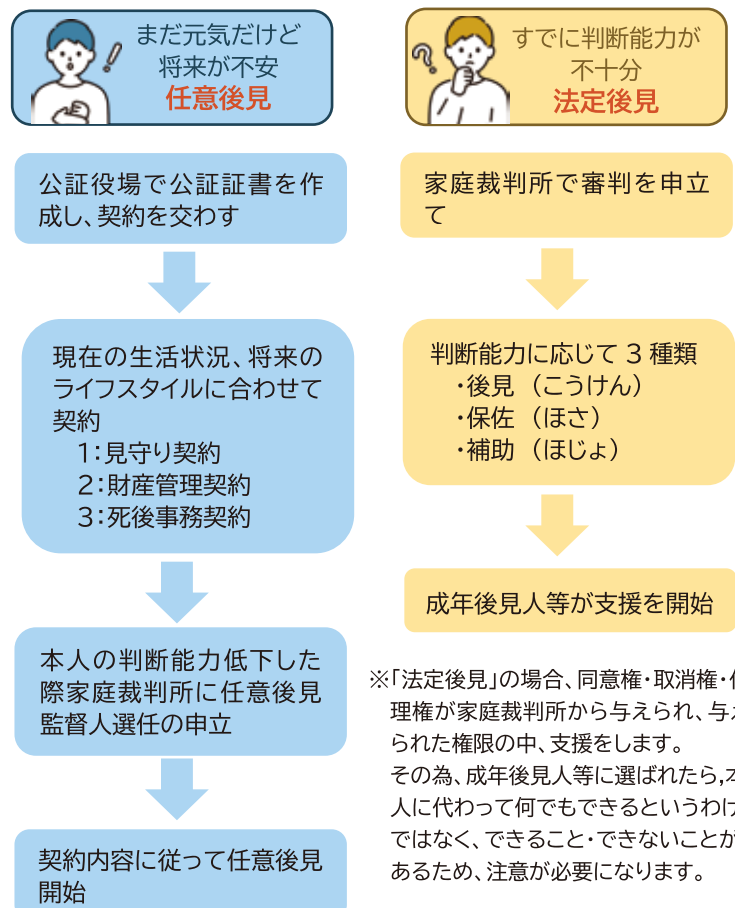 まだ元気だけど
将来が不安
任意後見
公証役場で公証証書を作
成し、契約を交わす
現在の生活状況、将来の
ライフスタイルに合わせて
契約
1:見守り契約
2:財産管理契約
3:死後事務契約
本人の判断能力低下した
際家庭裁判所に任意後見
監督人選任の申立
契約内容に従って任意後見
開始
すでに判断能力が
不十分
法定後見
家庭裁判所で審判を申立
て
判断能力に応じて 3 種類
・後見 (こうけん)
・保佐 (ほさ)
・補助 (ほじょ)
成年後見人等が支援を開始
※「法定後見」の場合、同意権・取消権・
理権が家庭裁判所から与えられ、与
られた権限の中、支援をします。
その為、成年後見人等に選ばれたら,本
人に代わって何でもできるというわけ
ではなく、できること・できないことが
あるため、注意が必要になります。